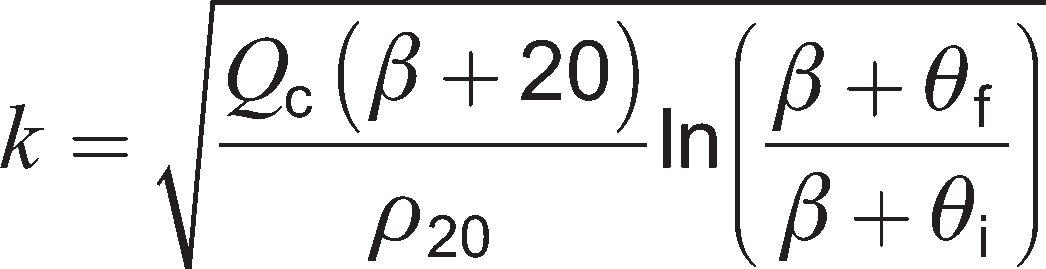 k = √(Q_c (β + 20) / ρ_20 ln((β + θ_f) / (β + θ_i)))